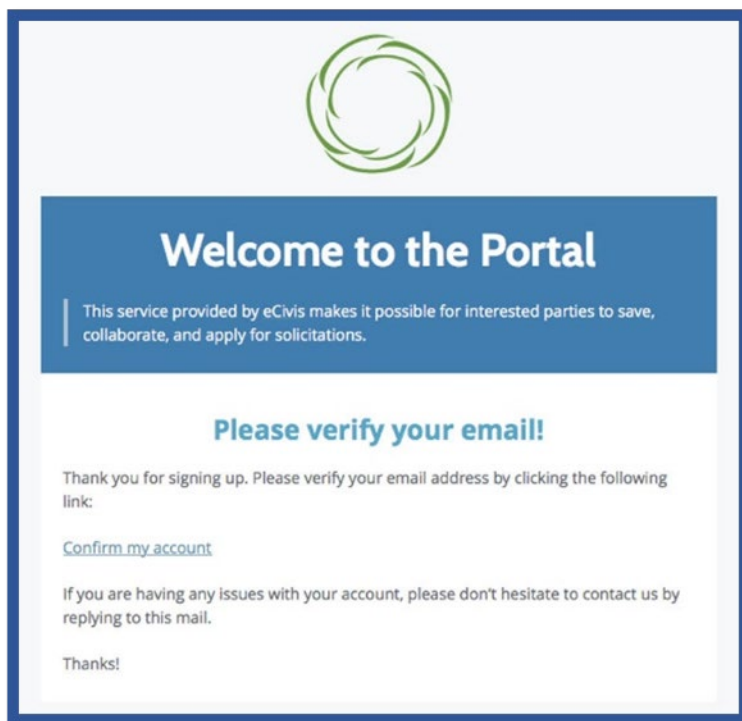 Welcome to the Portal
This service provided by eCivis makes it possible for interested parties to save,
collaborate, and apply for solicitations.
Please verify your email!
Thank you for signing up. Please verify your email address by clicking the following
link:
Confirm my account
If you are having any issues with your account, please don't hesitate to contact us by
replying to this mail.
Thanks!